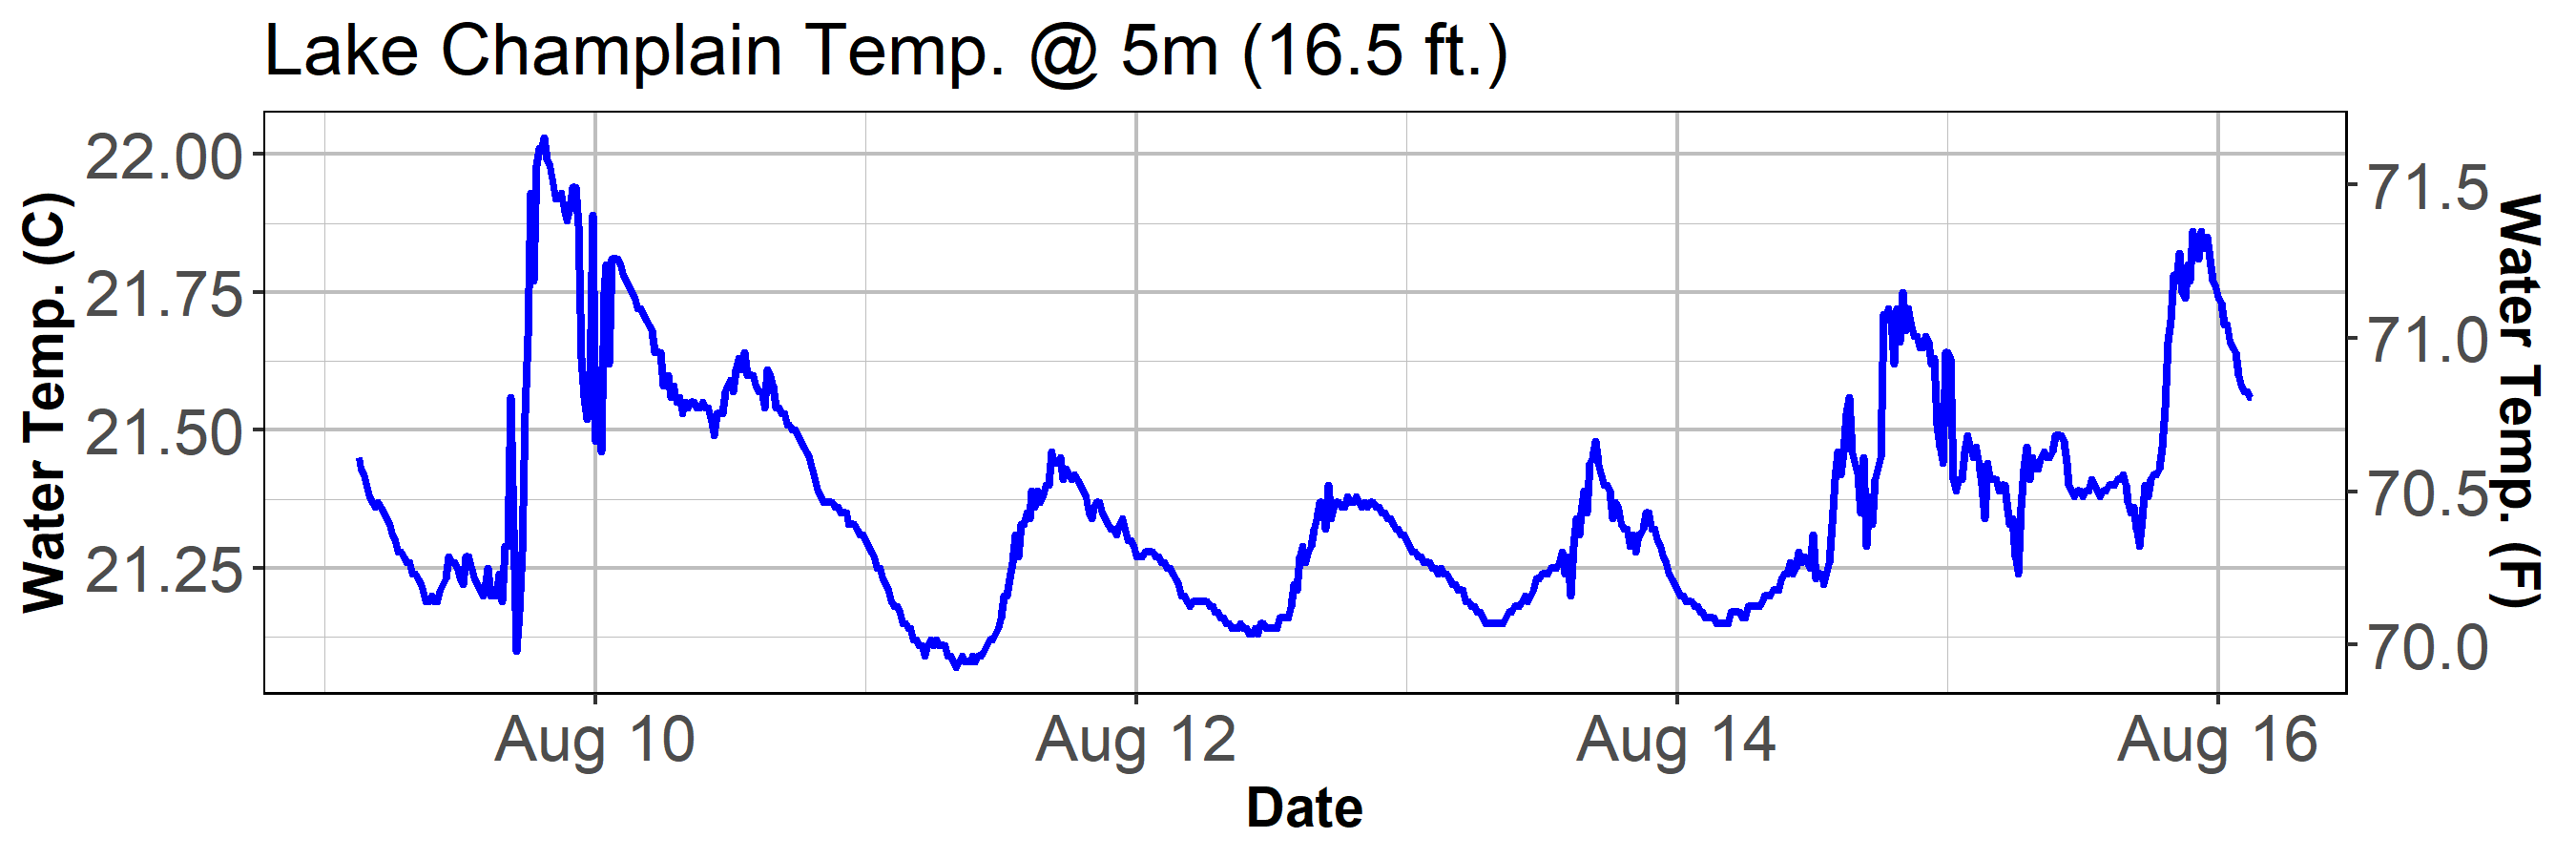 Lake Champlain Temp. @ 5m (16.5 ft.)
Water Temp. (C)
22.00
21.75
21.50
21.25
71.5
71.0
70.5
70.0
Water Temp. (F)
Aug 10
Aug 12
Aug 14
Aug 16
Date